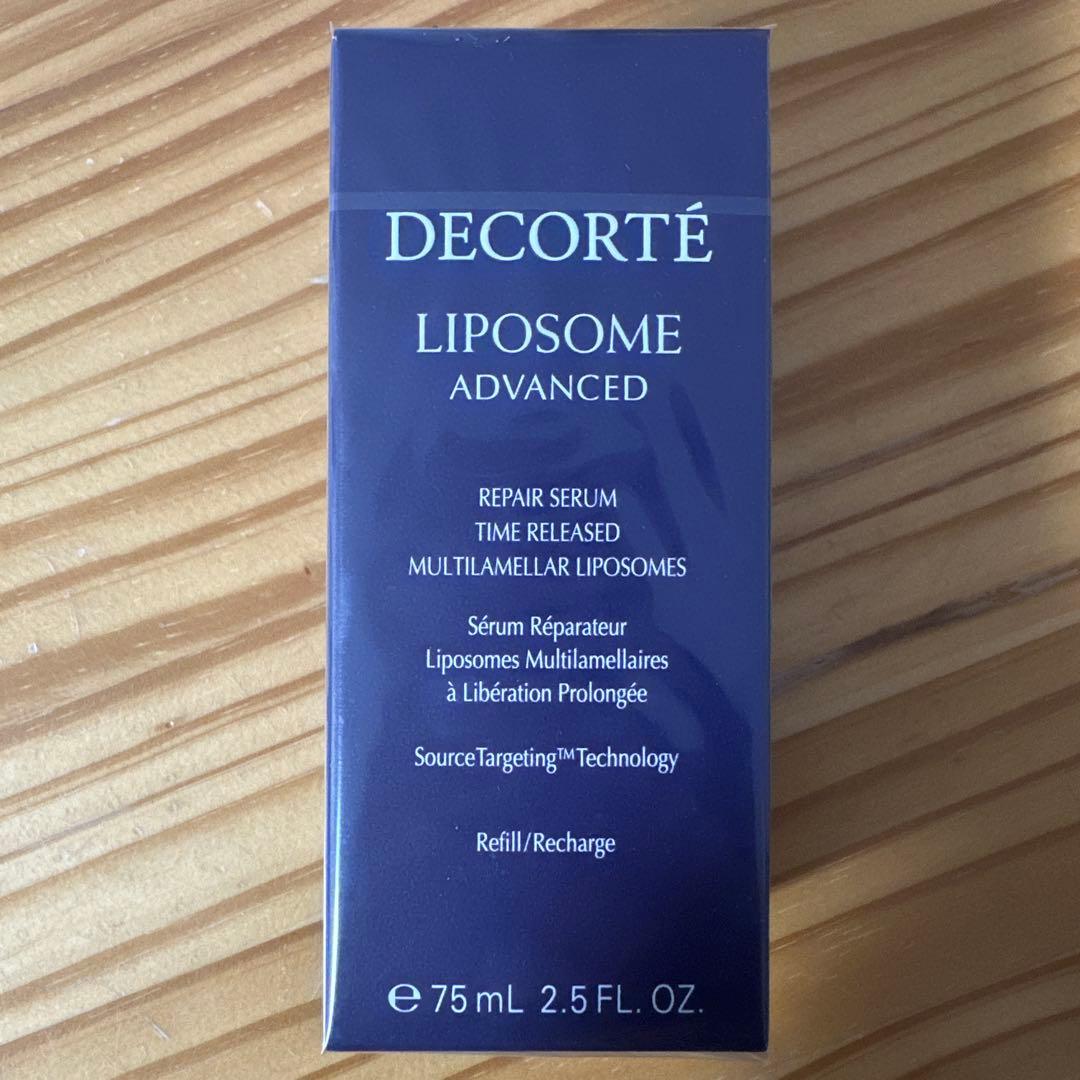 DECORTÉ
LIPOSOME
ADVANCED
REPAIR SERUM
TIME RELEASED
MULTILAMELLAR LIPOSOMES
Sérum Réparateur
Liposomes Multilamellaires
à Libération Prolongée
SourceTargeting™Technology
Refill/Recharge
℮ 75 mL 2.5 FL. OZ.